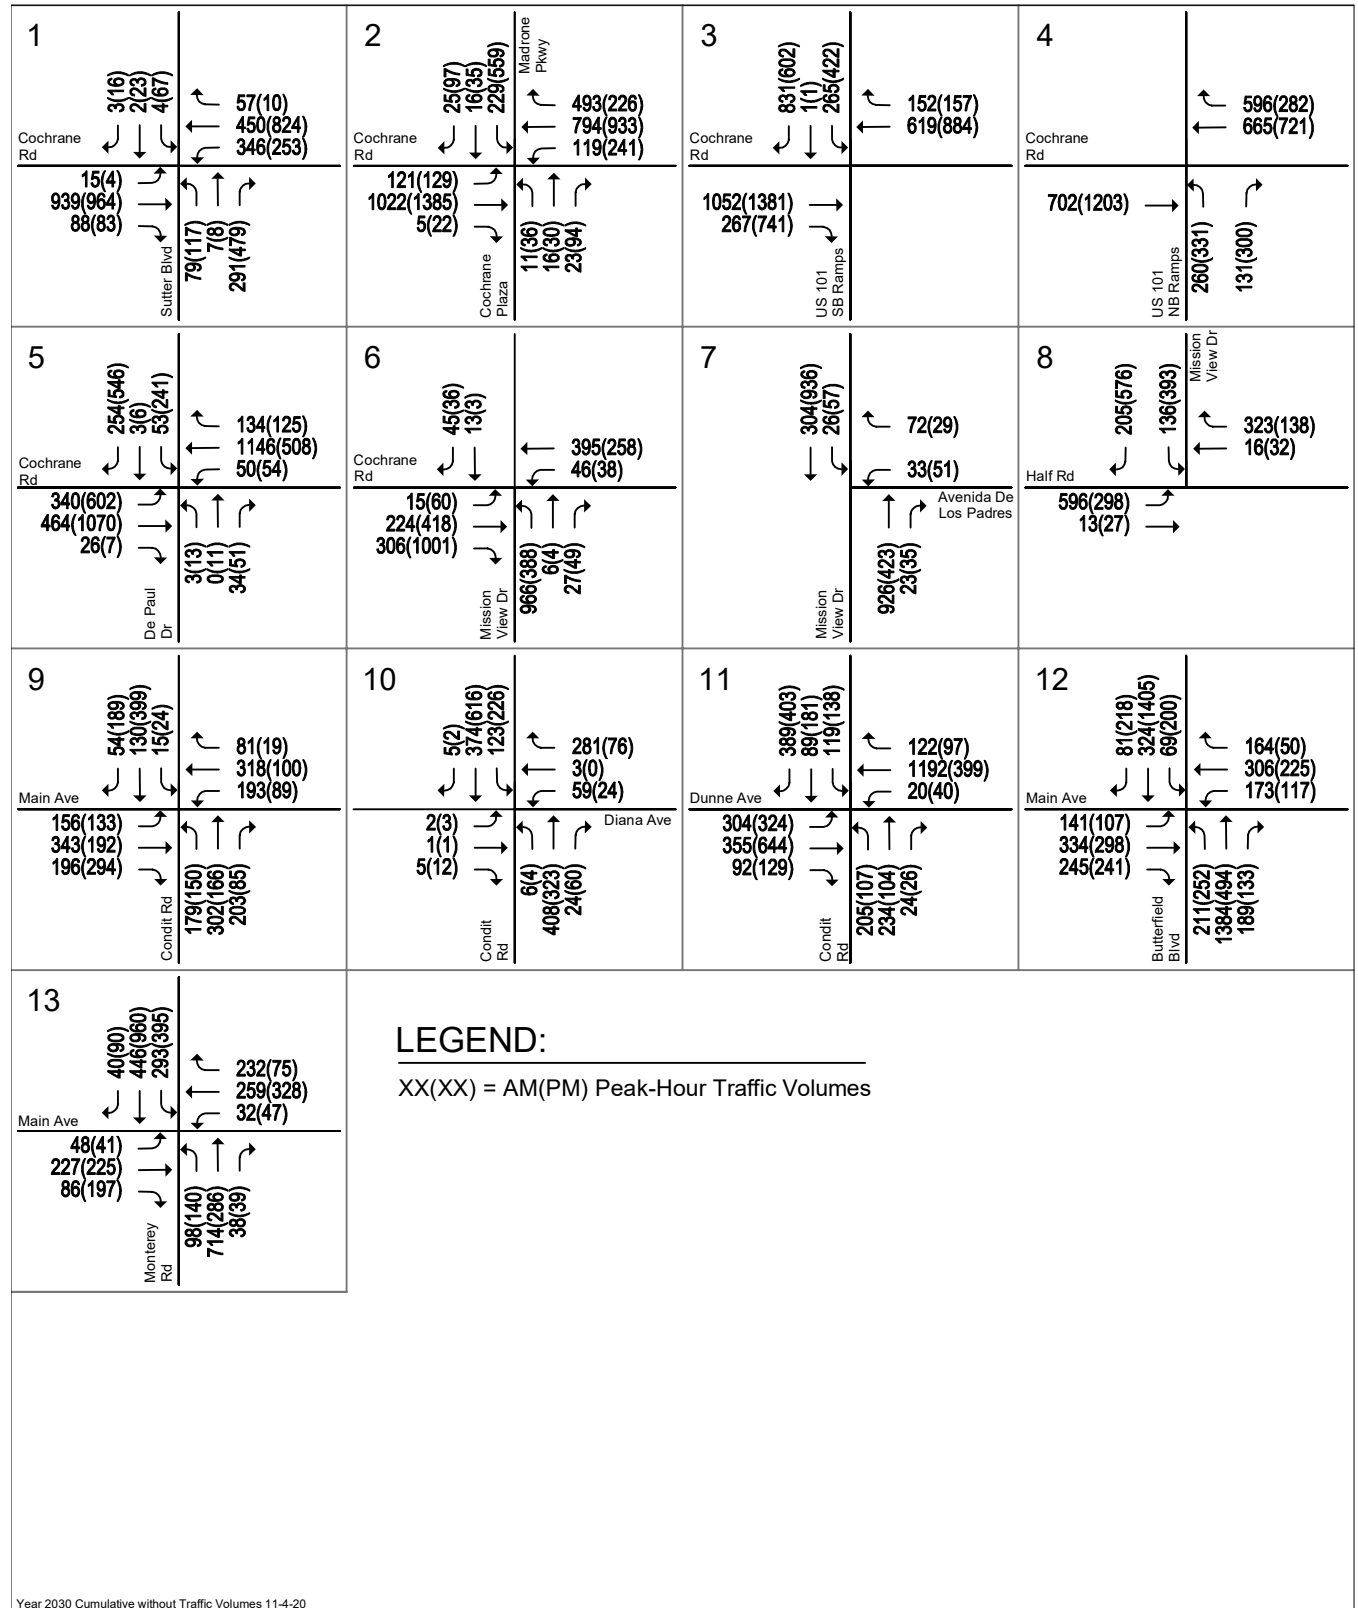 1
3(16)
2(23)
4(67)
57(10)
450(824)
346(253)
Cochrane
Rd
15(4)
939(964)
88(83)
Sutter Blvd
79(117)
7(8)
291(479)
2
25(97)
16(35)
229(559)
Madrone
Pkwy
493(226)
794(933)
119(241)
Cochrane
Rd
121(129)
1022(1385)
5(22)
Cochrane
Plaza
11(36)
16(30)
23(94)
3
831(602)
1(1)
265(422)
152(157)
619(884)
Cochrane
Rd
1052(1381)
267(741)
US 101
SB Ramps
4
596(282)
665(721)
Cochrane
Rd
702(1203)
US 101
NB Ramps
260(331)
131(300)
5
254(546)
3(6)
53(241)
134(125)
1146(508)
50(54)
Cochrane
Rd
340(602)
464(1070)
26(7)
De Paul
Dr
3(13)
0(11)
34(51)
6
45(36)
13(3)
395(258)
46(38)
Cochrane
Rd
15(60)
224(418)
306(1001)
Mission
View Dr
966(388)
6(4)
27(49)
7
304(936)
26(57)
72(29)
33(51)
Avenida De
Los Padres
Mission
View Dr
926(423)
23(35)
8
205(576)
136(393)
Mission
View Dr
323(138)
16(32)
Half Rd
596(298)
13(27)
9
54(189)
130(399)
15(24)
81(19)
318(100)
193(89)
Main Ave
156(133)
343(192)
196(294)
Condit Rd
179(150)
302(166)
203(85)
10
5(2)
374(616)
123(226)
281(76)
3(0)
59(24)
Diana Ave
2(3)
1(1)
5(12)
Condit
Rd
6(4)
408(323)
24(60)
11
389(403)
89(181)
119(138)
122(97)
1192(399)
20(40)
Dunne Ave
304(324)
355(644)
92(129)
Condit
Rd
205(107)
234(104)
24(26)
12
81(218)
324(1405)
69(200)
164(50)
306(225)
173(117)
Main Ave
141(107)
334(298)
245(241)
Butterfield
Blvd
211(252)
1384(494)
189(133)
13
40(90)
446(960)
293(395)
232(75)
259(328)
32(47)
Main Ave
48(41)
227(225)
86(197)
Monterey
Rd
98(140)
714(286)
38(39)
LEGEND:
XX(XX) = AM(PM) Peak-Hour Traffic Volumes
Year 2030 Cumulative without Traffic Volumes 11-4-20